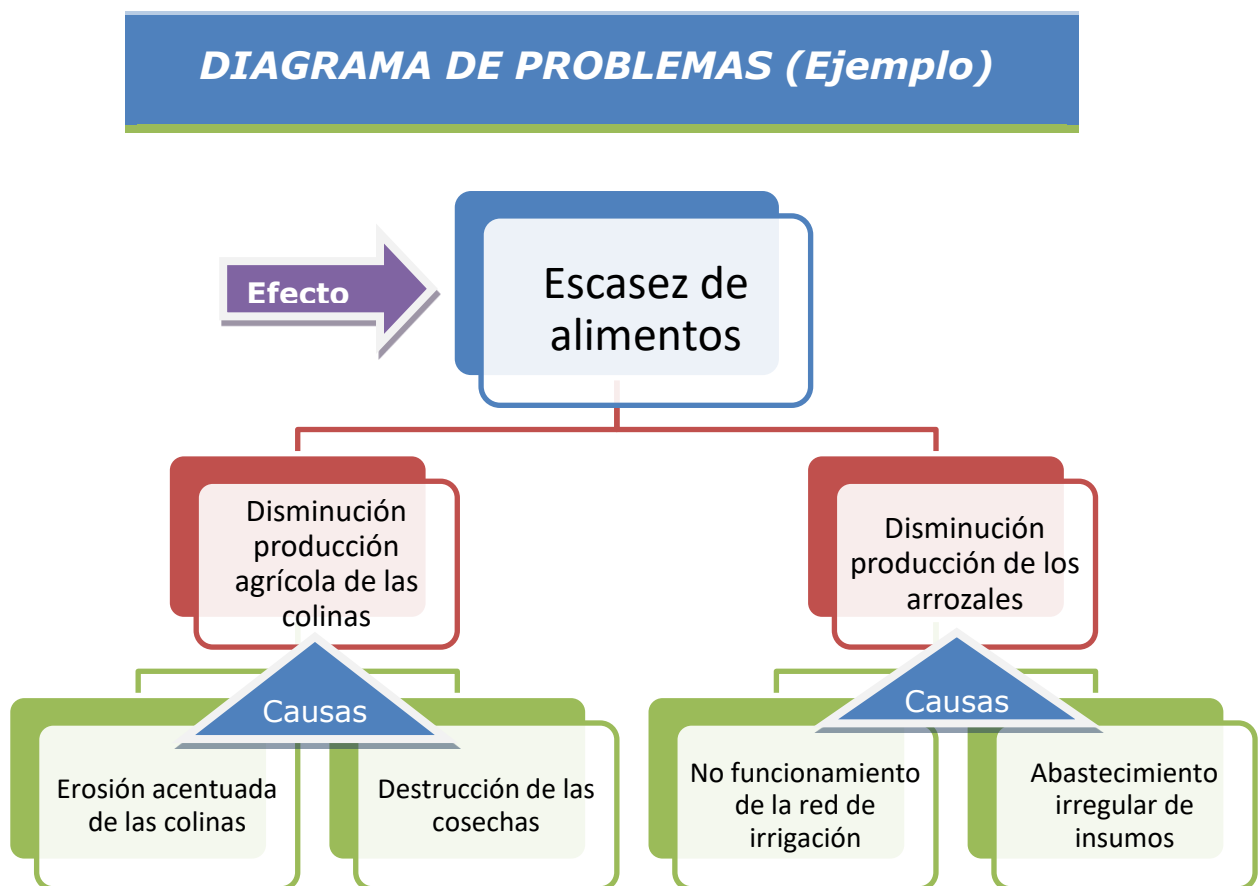 DIAGRAMA DE PROBLEMAS (Ejemplo)
Efecto
Escasez de
alimentos
Disminución
producción
agrícola de las
colinas
Disminución
producción de los
arrozales
Causas
Causas
Erosión acentuada
de las colinas
Destrucción de las
cosechas
No funcionamiento
de la red de
irrigación
Abastecimiento
irregular de
insumos